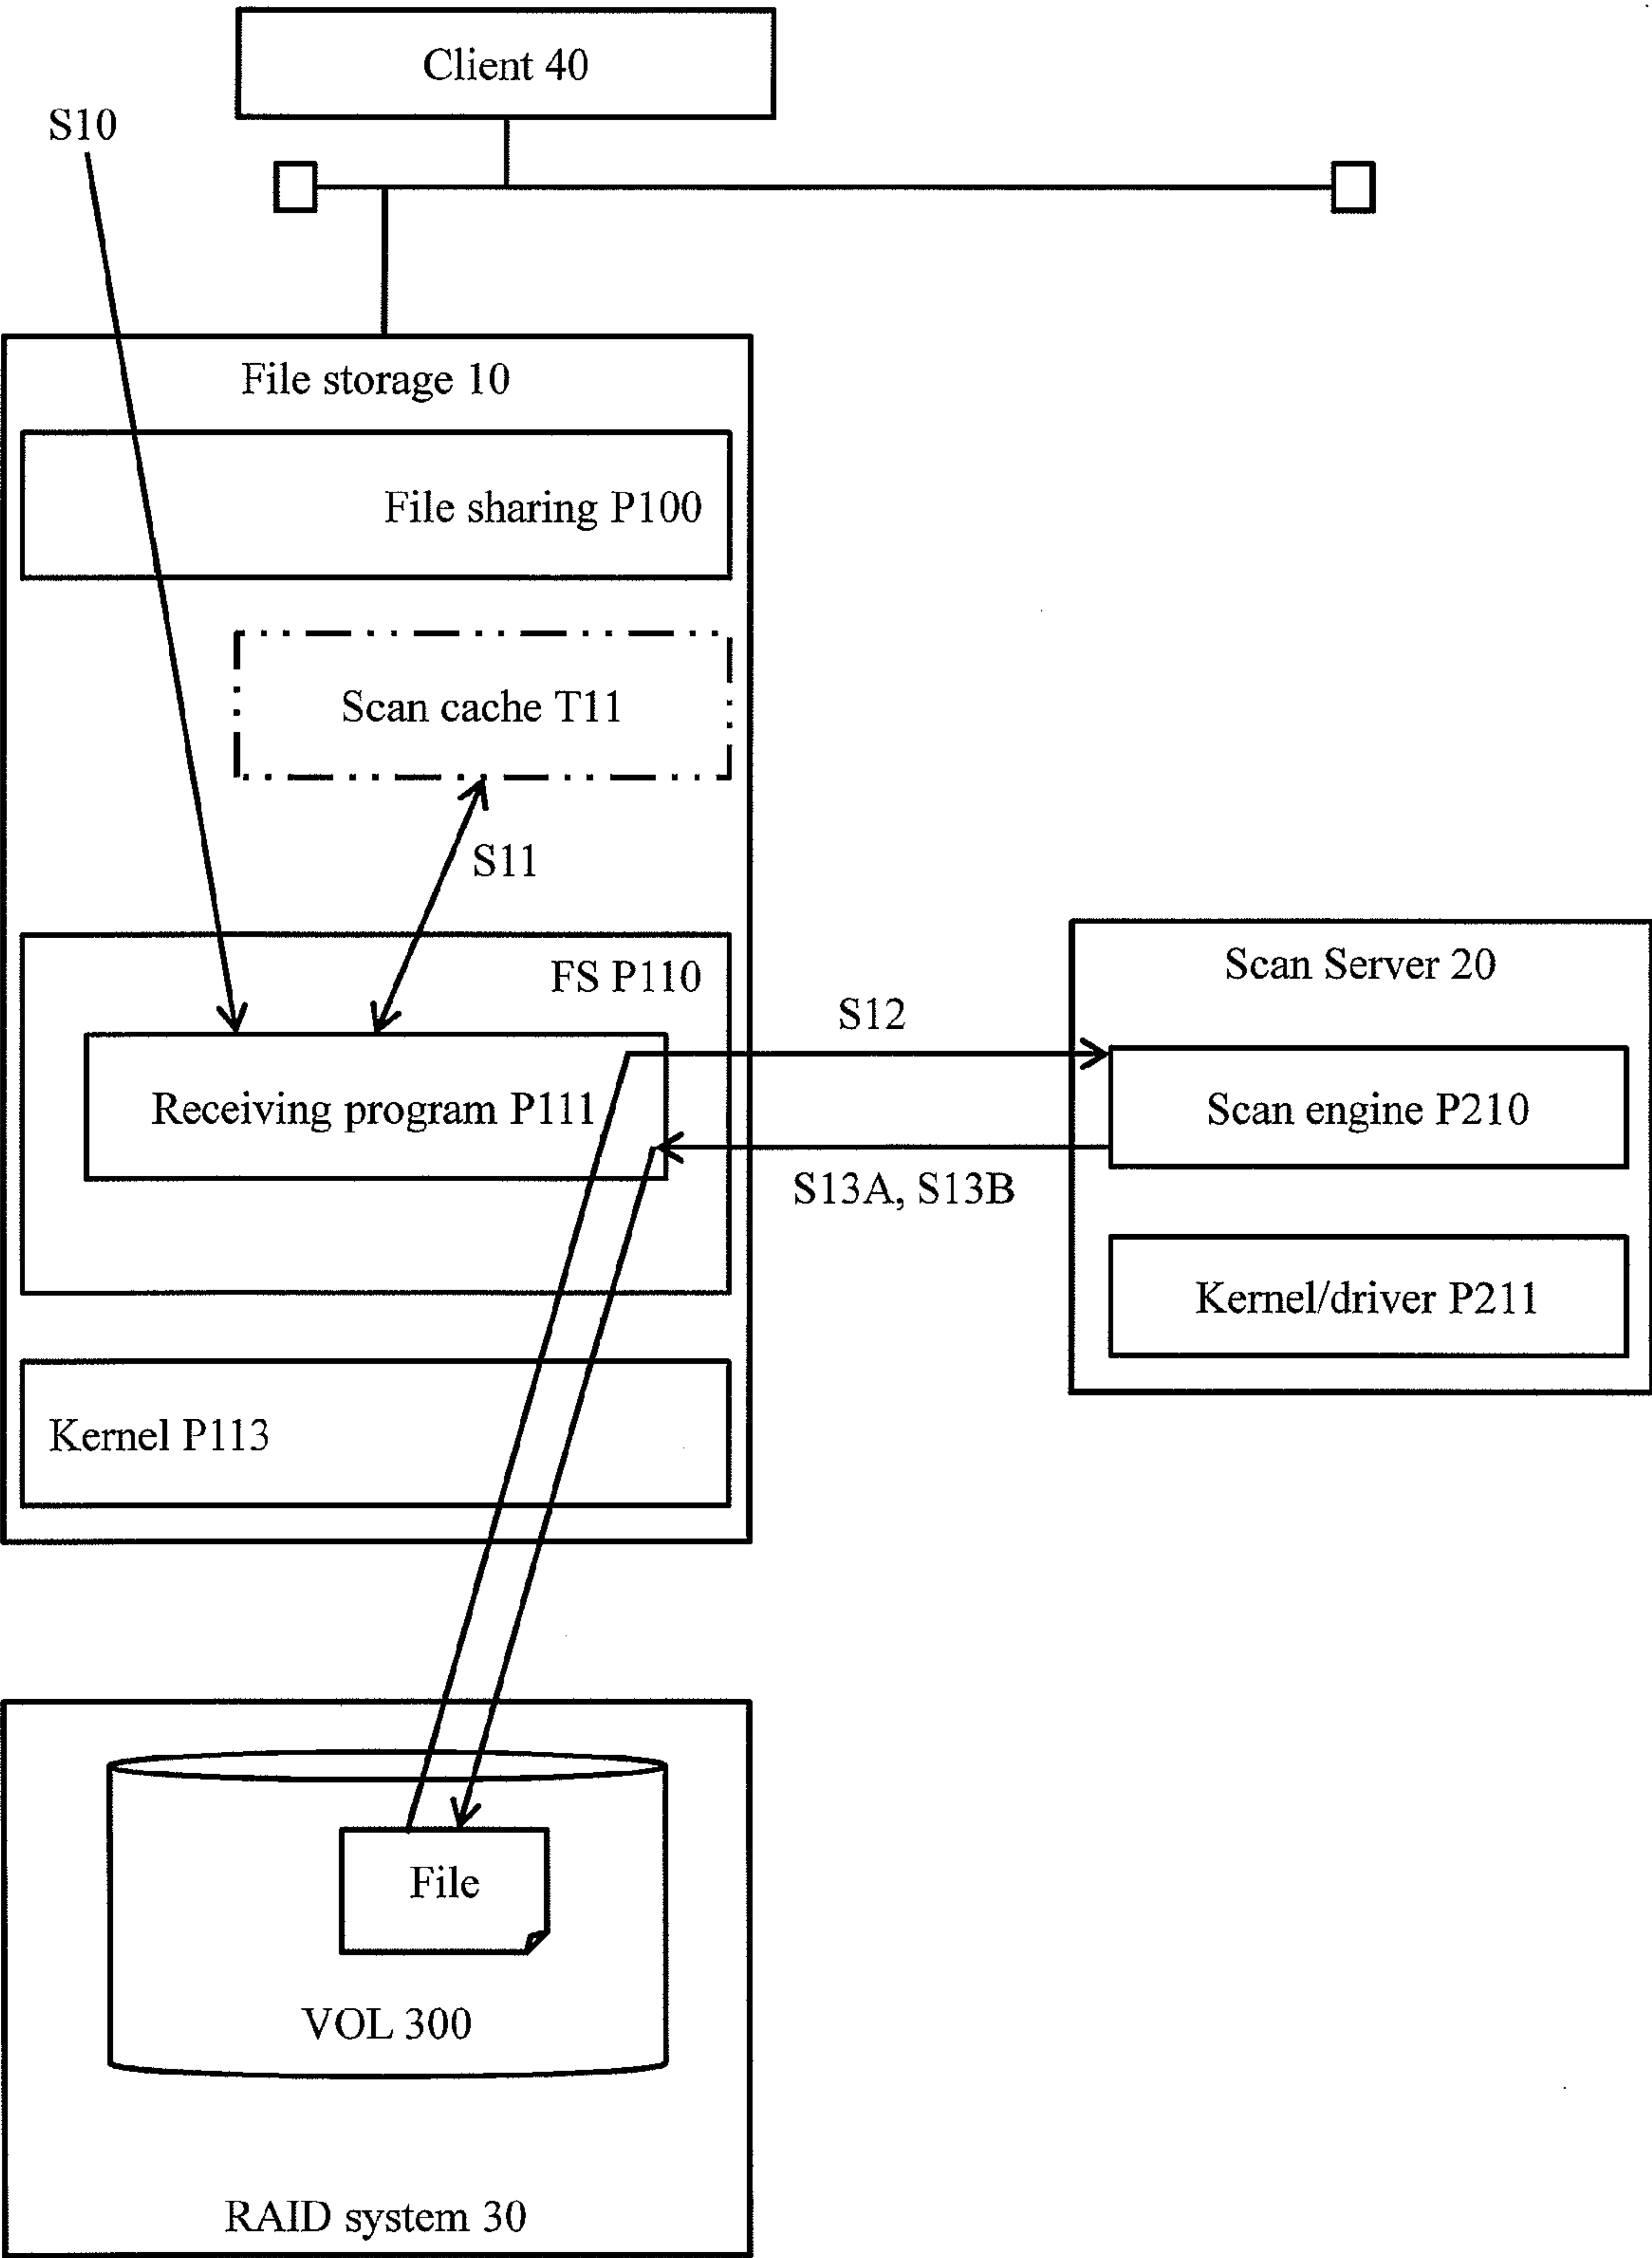 Client 40
S10
File storage 10
File sharing P100
Scan cache T11
S11
FS P110
Scan Server 20
S12
Receiving program P111
Scan engine P210
S13A, S13B
Kernel/driver P211
Kernel P113
File
VOL 300
RAID system 30